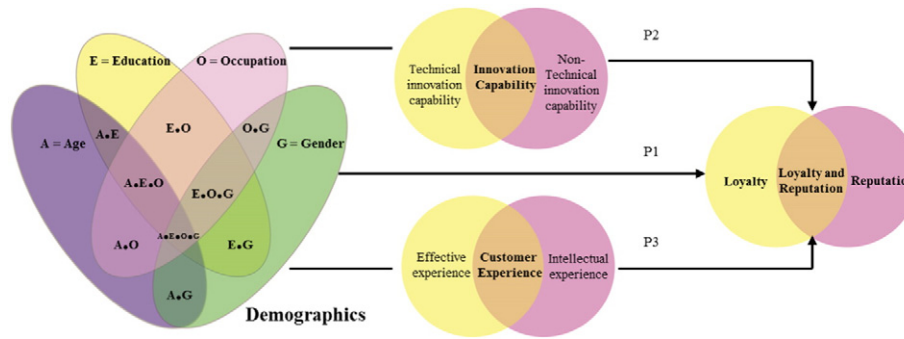 E = Education
O = Occupation
A = Age
G = Gender
A•E
E•O
O•G
A•E•O
E•O•G
A•E•O•G
A•O
E•G
A•G
Demographics
Technical
innovation
capability
Innovation
Capability
Non-
Technical
innovation
capability
P2
P1
Loyalty
Loyalty and
Reputation
Reputatio
Effective
experience
Customer
Experience
Intellectual
experience
P3